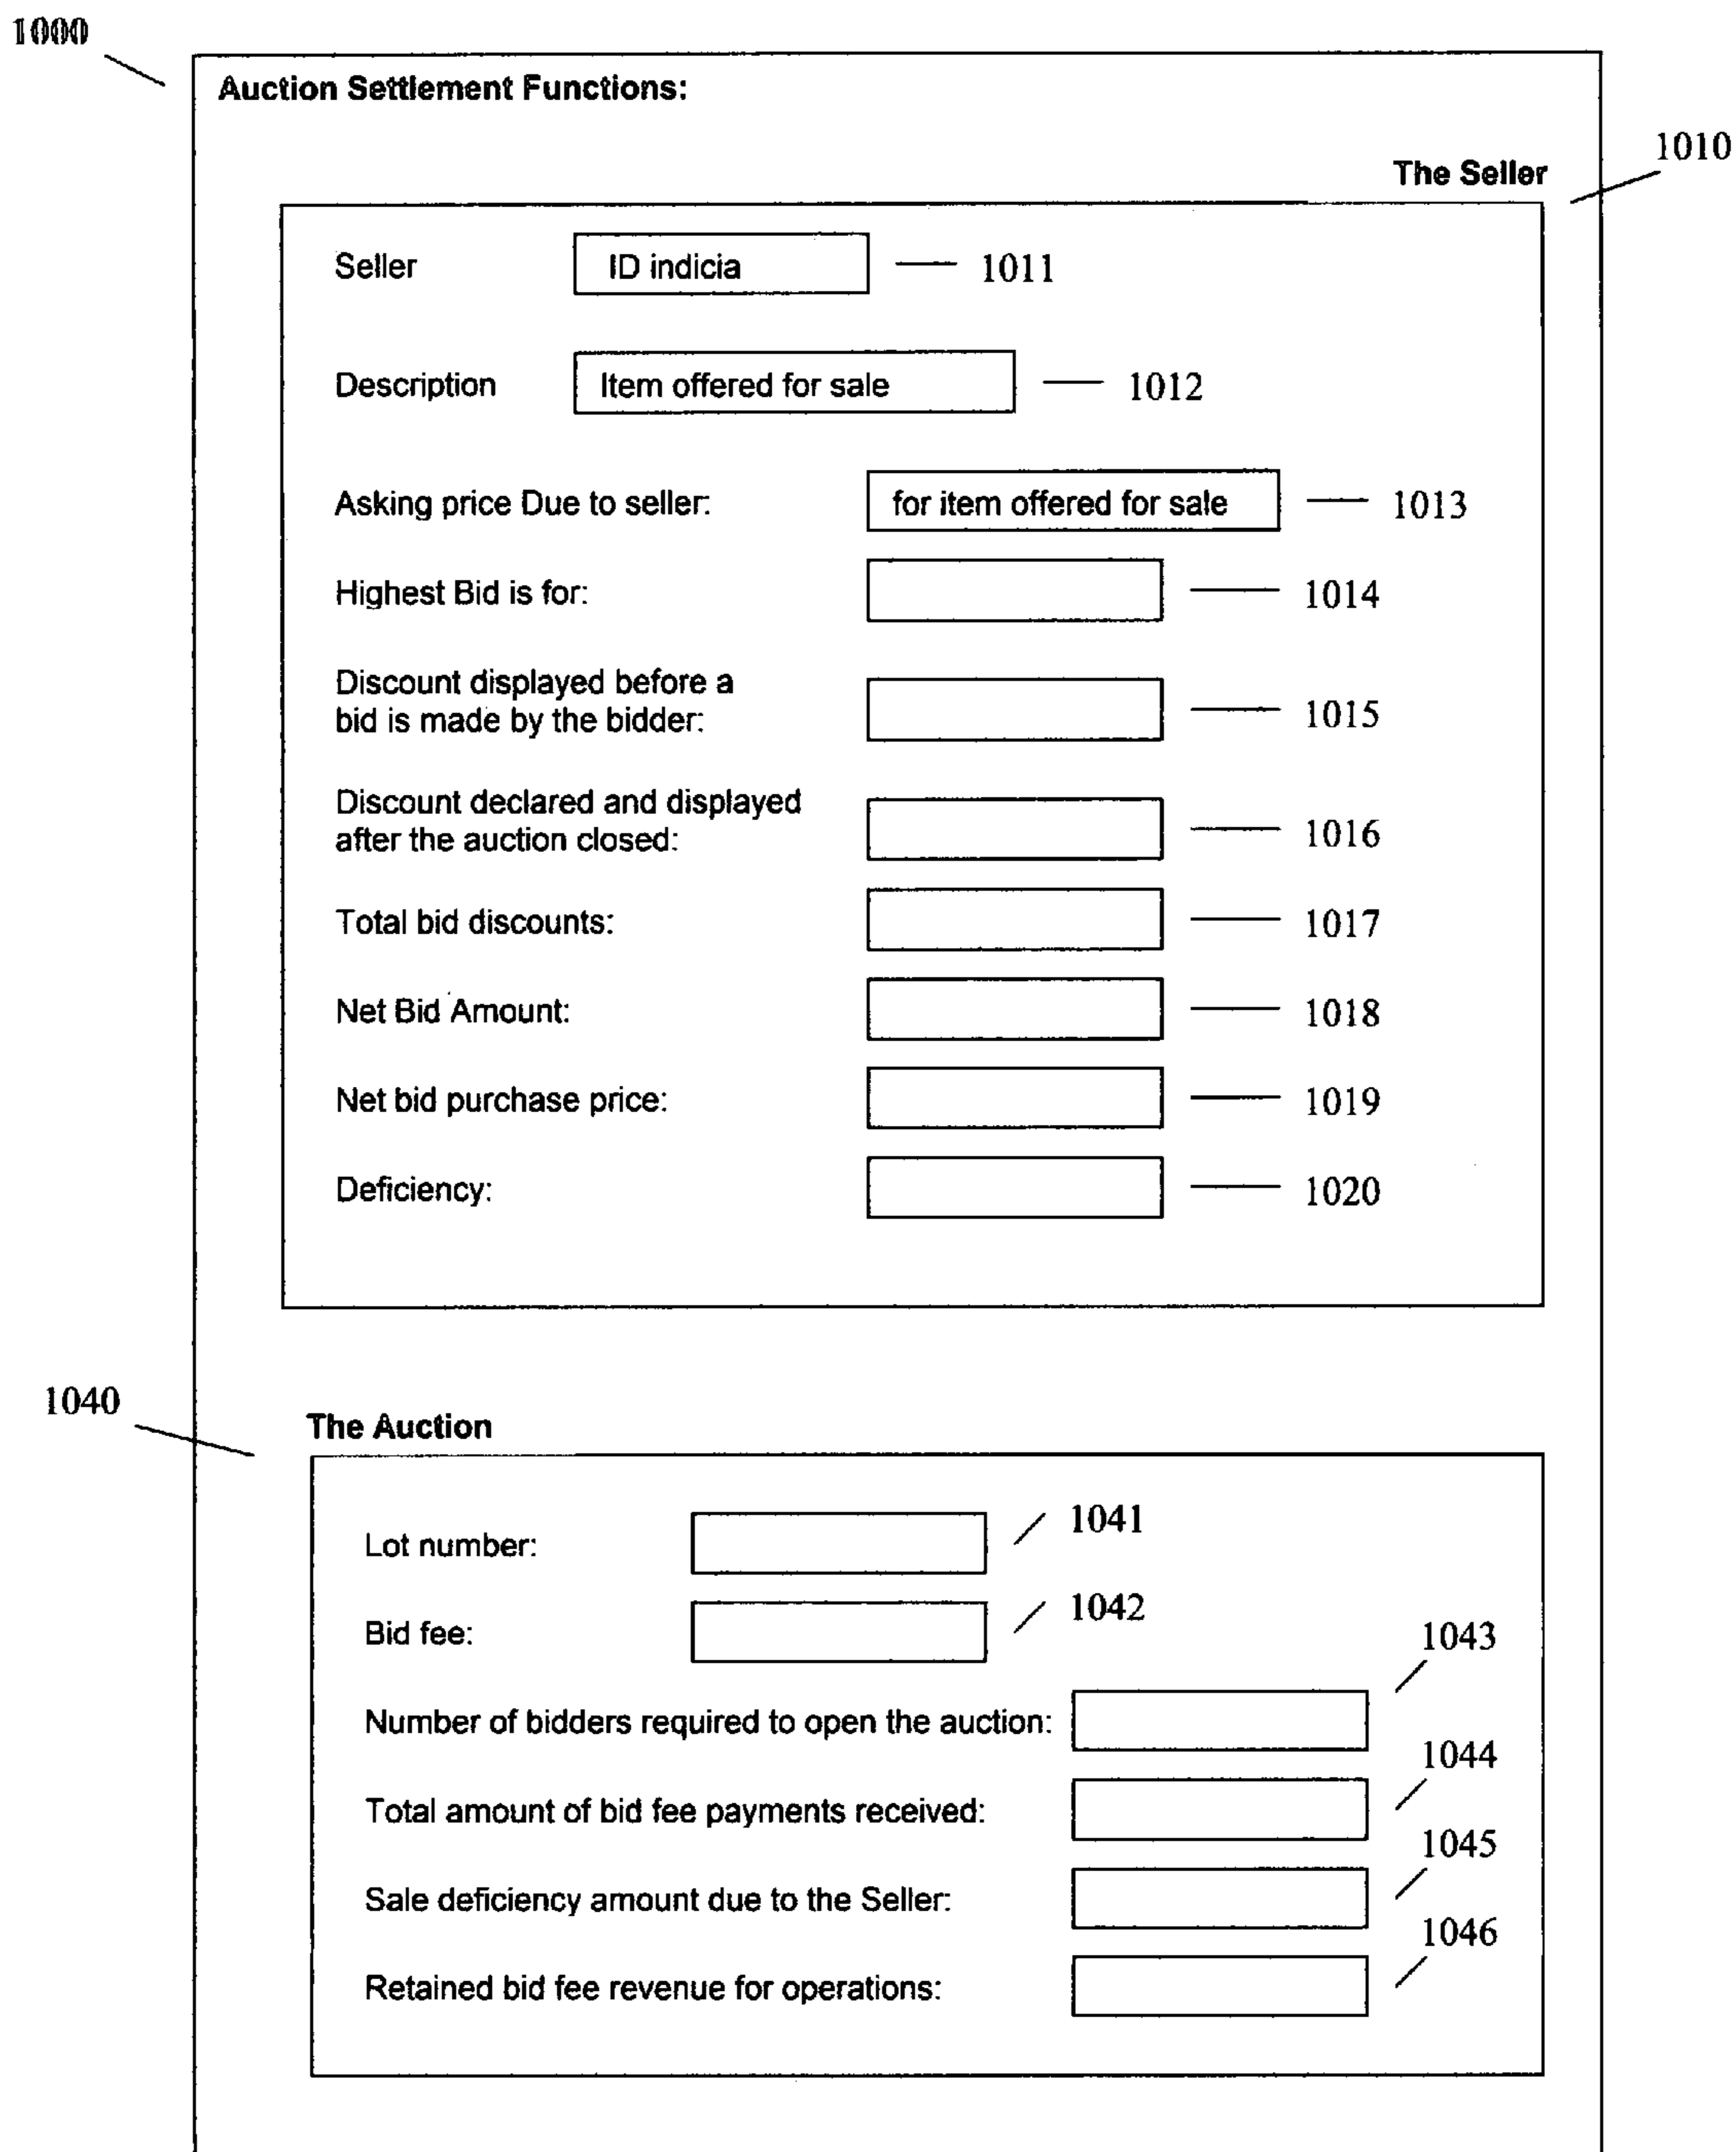 1000
Auction Settlement Functions:
1010
The Seller
Seller
ID indicia
1011
Description
Item offered for sale
1012
Asking price Due to seller:
for item offered for sale
1013
Highest Bid is for:
1014
Discount displayed before a
bid is made by the bidder:
1015
Discount declared and displayed
after the auction closed:
1016
Total bid discounts:
1017
Net Bid Amount:
1018
Net bid purchase price:
1019
Deficiency:
1020
1040
The Auction
Lot number:
1041
Bid fee:
1042
Number of bidders required to open the auction:
1043
Total amount of bid fee payments received:
1044
Sale deficiency amount due to the Seller:
1045
Retained bid fee revenue for operations:
1046